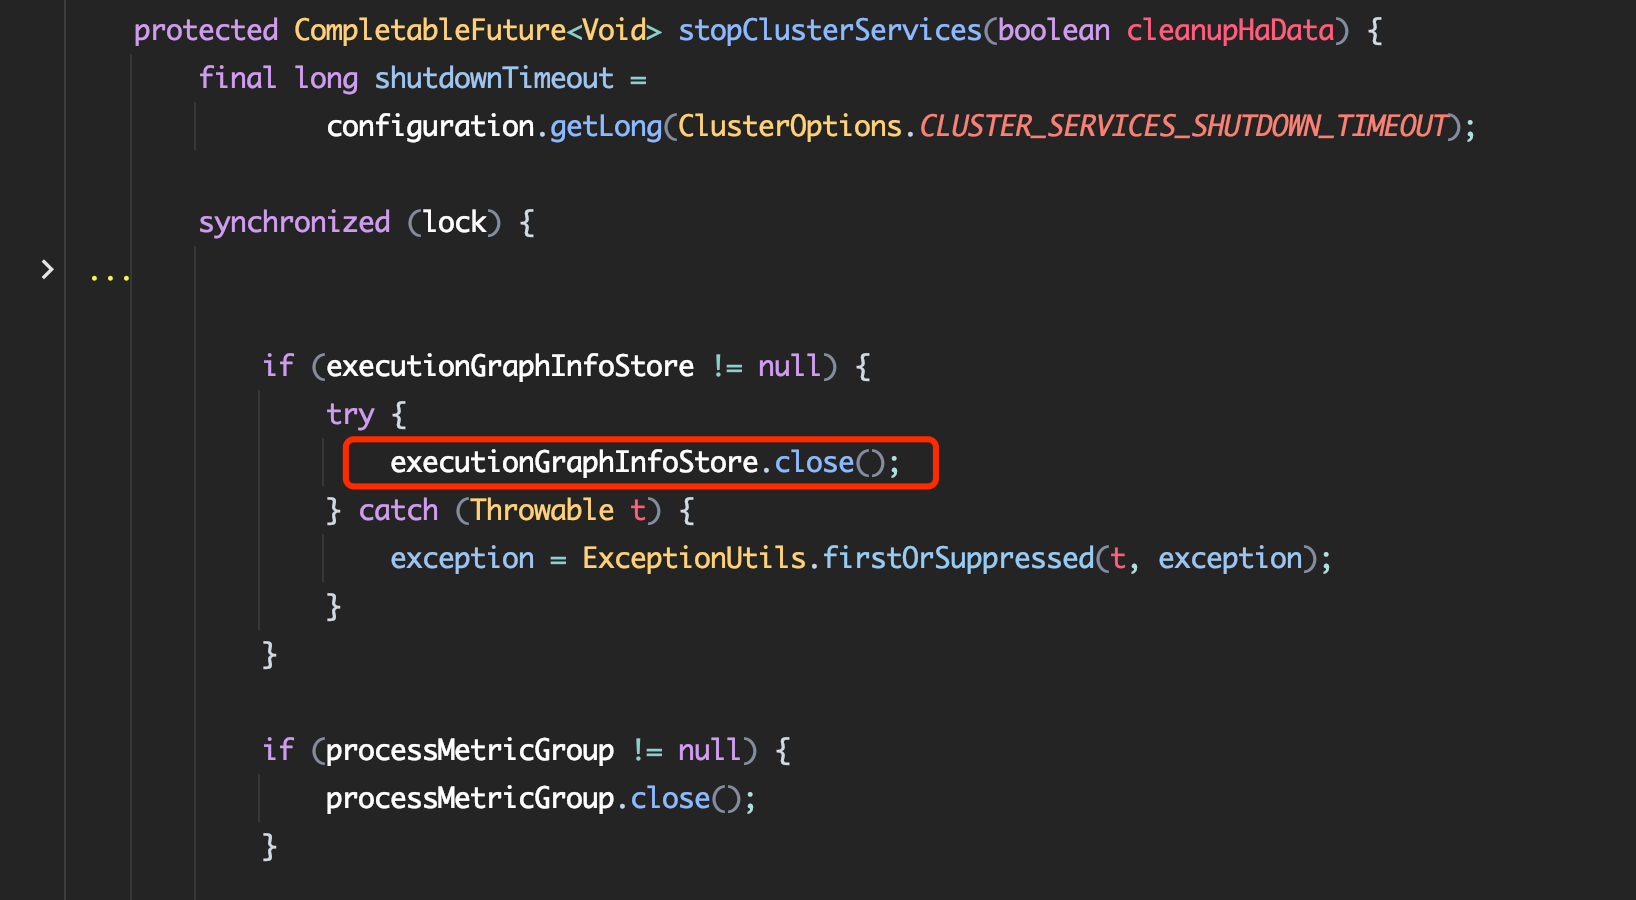 protected CompletableFuture<Void> stopClusterServices(boolean cleanupHaData) {
final long shutdownTimeout =
configuration.getLong(ClusterOptions.CLUSTER_SERVICES_SHUTDOWN_TIMEOUT);
synchronized (lock) {
...
if (executionGraphInfoStore != null) {
try {
executionGraphInfoStore.close();
} catch (Throwable t) {
exception = ExceptionUtils.firstOrSuppressed(t, exception);
}
}
if (processMetricGroup != null) {
processMetricGroup.close();
}